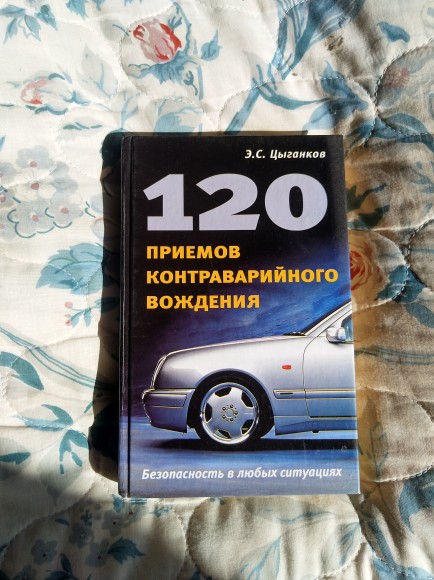 Э.С. Цыганков
120
ПРИЕМОВ
КОНТРАВАРИЙНОГО
ВОЖДЕНИЯ
Безопасность в любых ситуациях